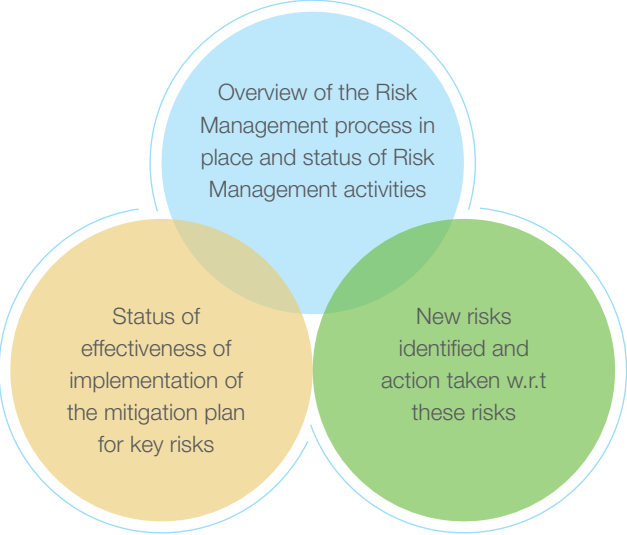 Overview of the Risk
Management process in
place and status of Risk
Management activities
Status of
effectiveness of
implementation of
the mitigation plan
for key risks
New risks
identified and
action taken w.r.t
these risks